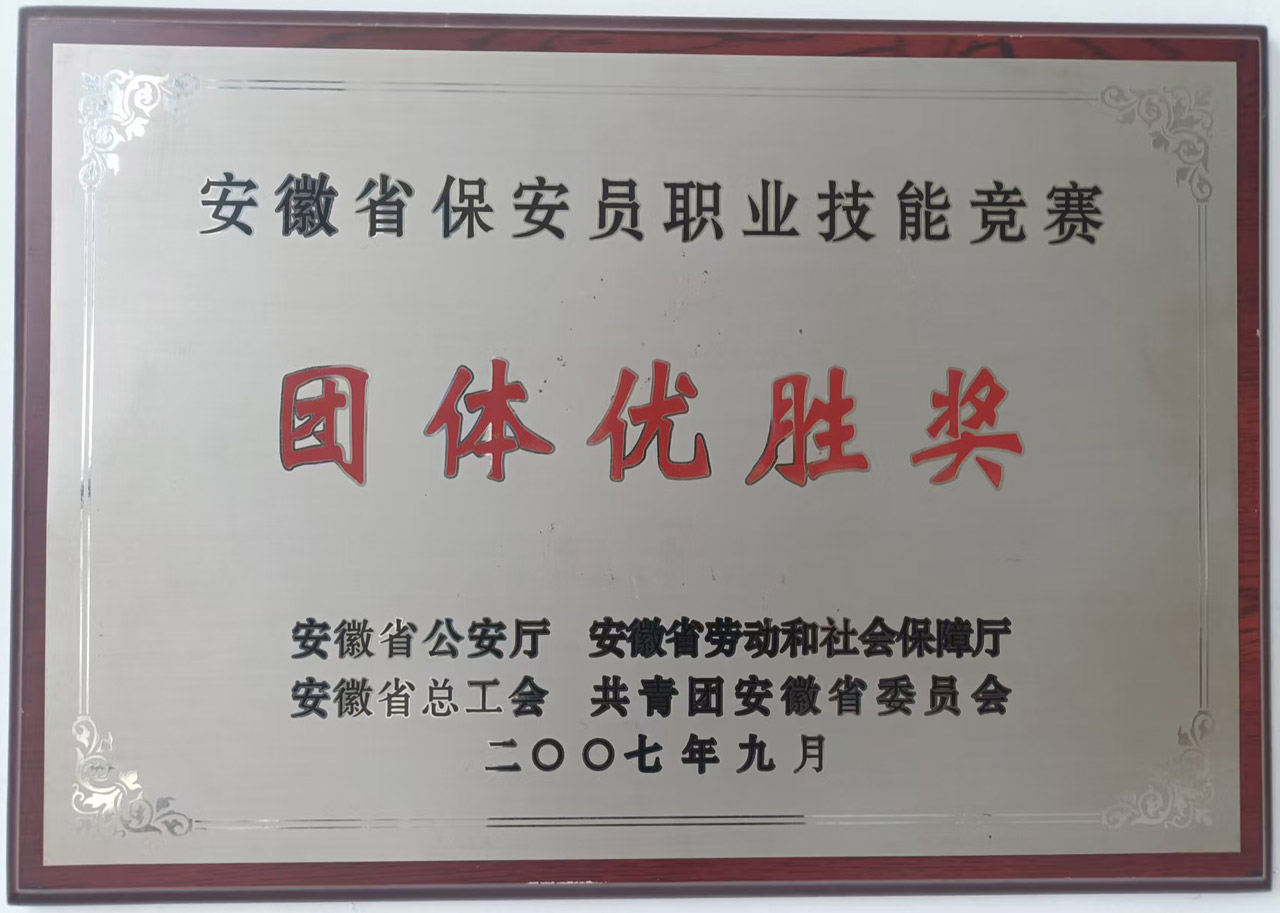 安徽省保安员职业技能竞赛
团体优胜奖
安徽省公安厅 安徽省劳动和社会保障厅
安徽省总工会 共青团安徽省委员会
二〇〇七年九月